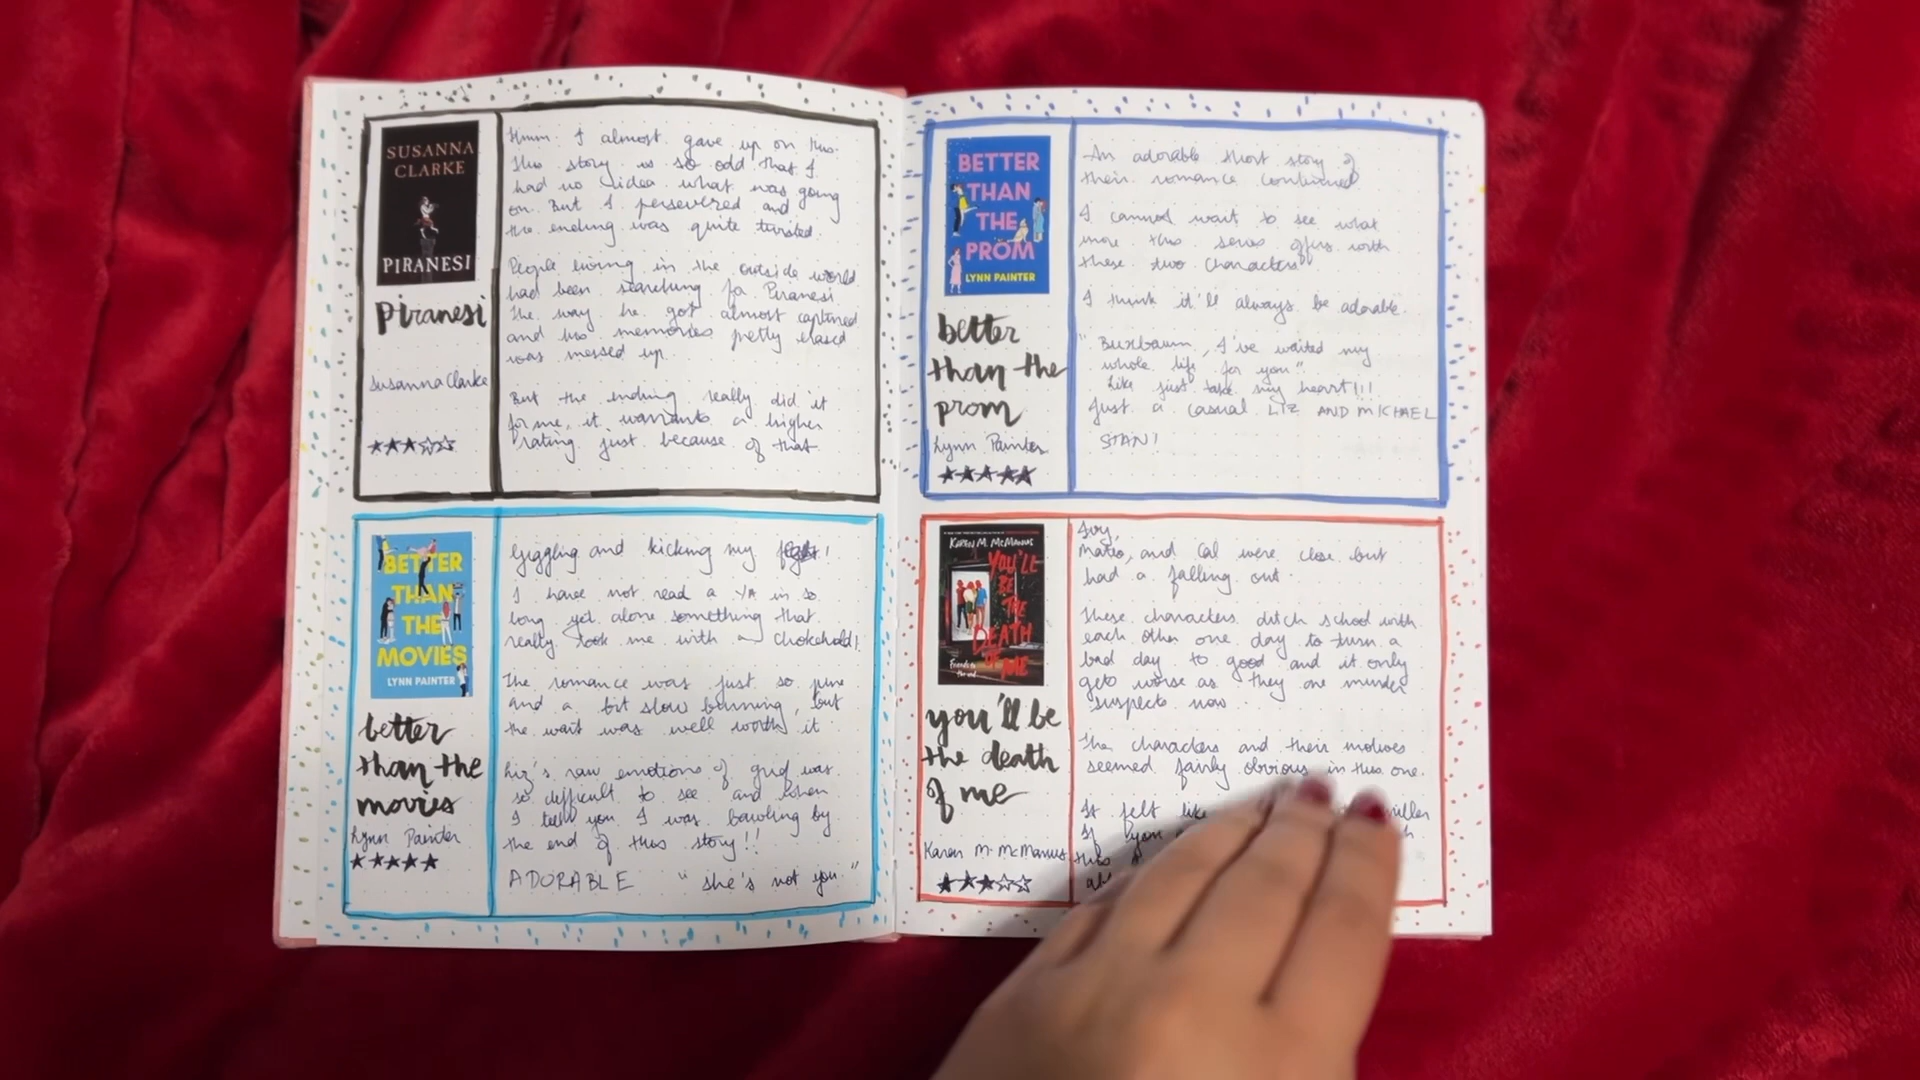 SUSANNA
CLARKE
PIRANESI
piranesi
Susanna Clarke
Hmm. I almost gave up on this.
This story is so odd that I
had no idea what was going
on. But I persevered and
the ending was quite twisted.
People living in the outside world
had been searching for Piranesi.
The way he got almost captured
and his memories pretty erased
was messed up.
But the ending really did it
for me, it warrants a higher
rating just because of that
BETTER
THAN
THE
MOVIES
LYNN PAINTER
better
than the
movies
Lynn Painter
Giggling and kicking my !
I have not read a YA in so
long yet alone something that
really took me with a chokehold!
The romance was just so pure
and a bit slow burning, but
the wait was well worth it
Liz's raw emotions of grief was
so difficult to see and when
I tell you I was bawling by
the end of this story!!
ADORABLE "she's not you"
BETTER
THAN
THE
PROM
LYNN PAINTER
better
than the
prom
Lynn Painter
An adorable short story of
their romance continued
I cannot wait to see what
more this series offers with
these two characters
I think it'll always be adorable.
"Buxbaum, I've waited my
whole life for you"
Like just take my heart!!!
Just a casual LIZ AND MICHAEL
STAN!
KAREN M. MCMANUS
YOU'LL
BE
THE
DEATH
OF
ME
Friends to
the end
you'll be
the death
of me
Karen M. McManus
Ivy,
Mateo, and Cal were close but
had a falling out.
These characters ditch school with
each other one day to turn a
bad day to good and it only
gets worse as they are murder
suspects now.
The characters and their motives
seemed fairly obvious in this one.
It felt like
If you
this